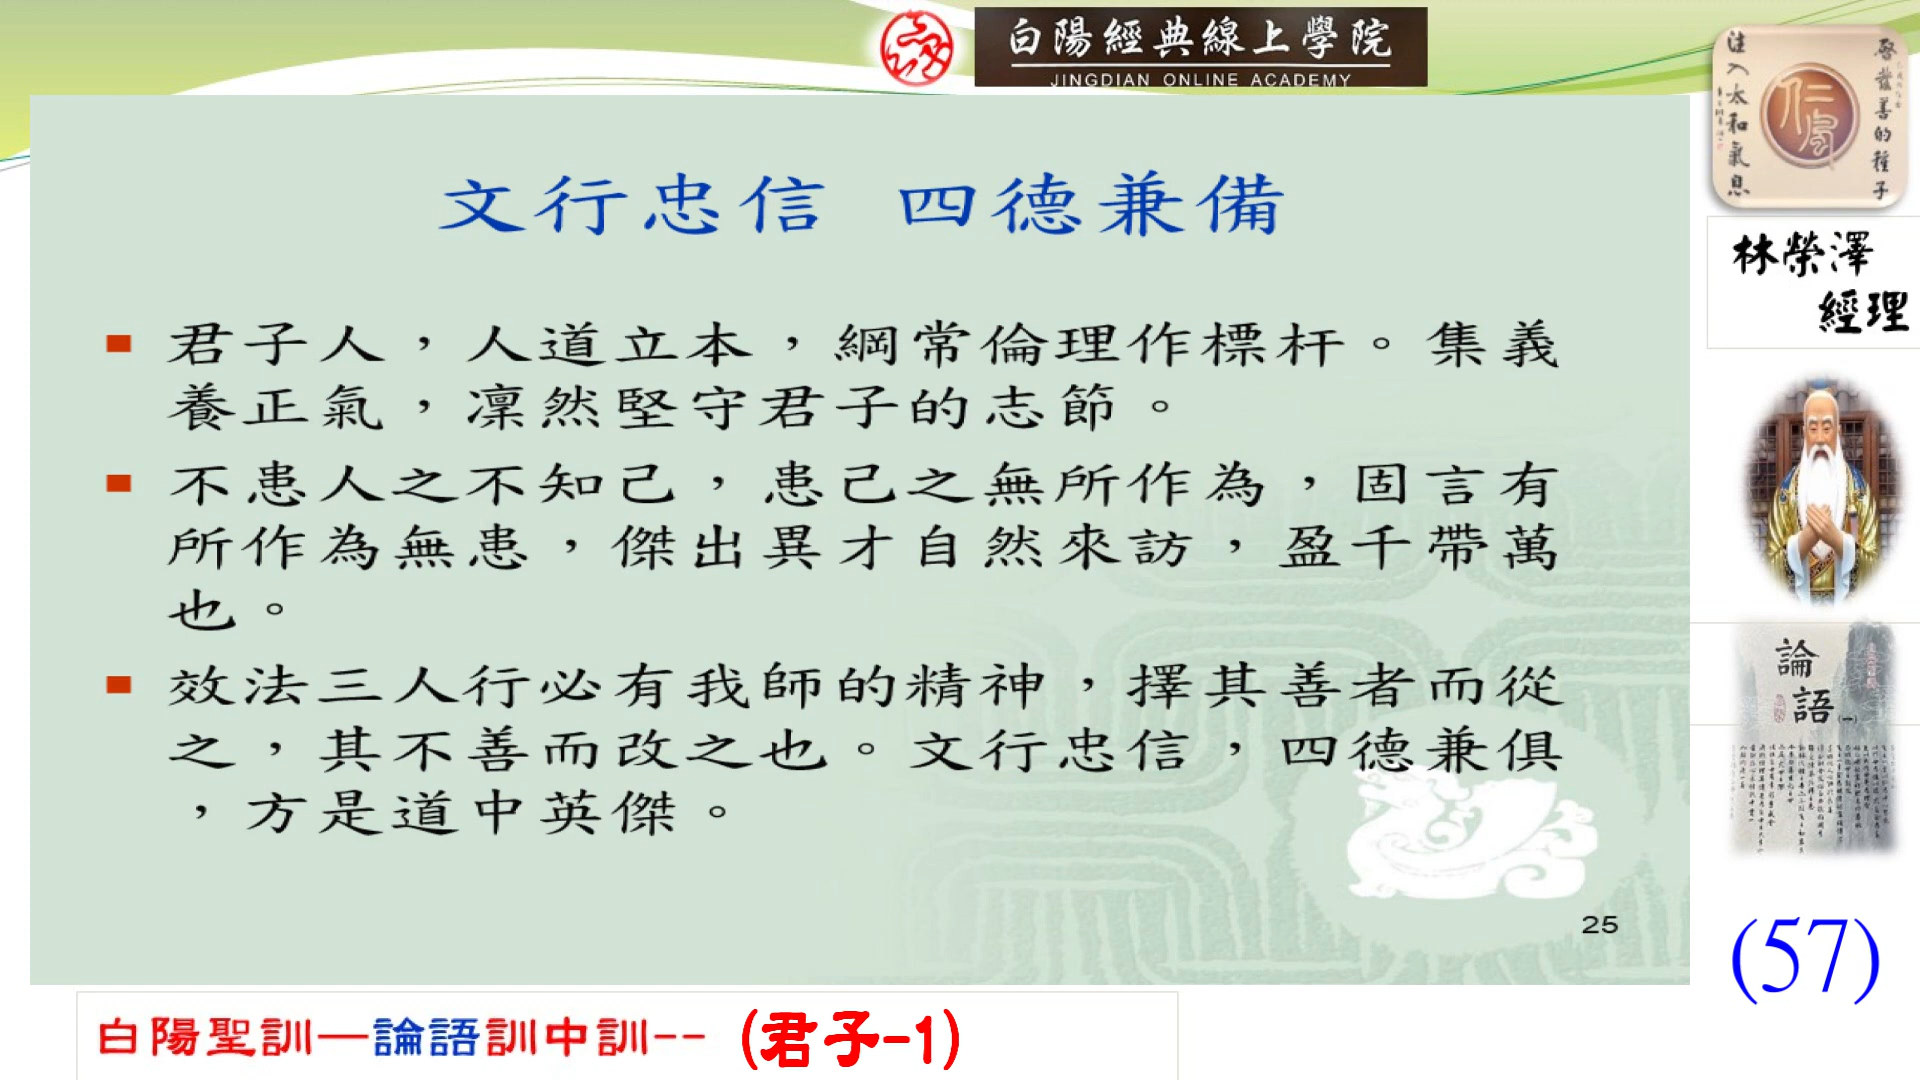 白陽經典線上學院
JINGDIAN ONLINE ACADEMY
啓發善的種子
注入太和氣息
仁風
林榮澤
經理
文行忠信 四德兼備
君子人，人道立本，綱常倫理作標杆。集義
養正氣，凜然堅守君子的志節。
不患人之不知己，患己之無所作為，固言有
所作為無患，傑出異才自然來訪，盈千帶萬
也。
效法三人行必有我師的精神，擇其善者而從
之，其不善而改之也。文行忠信，四德兼俱
，方是道中英傑。
25
論
語(一)
(57)
白陽聖訓—論語訓中訓-- (君子-1)